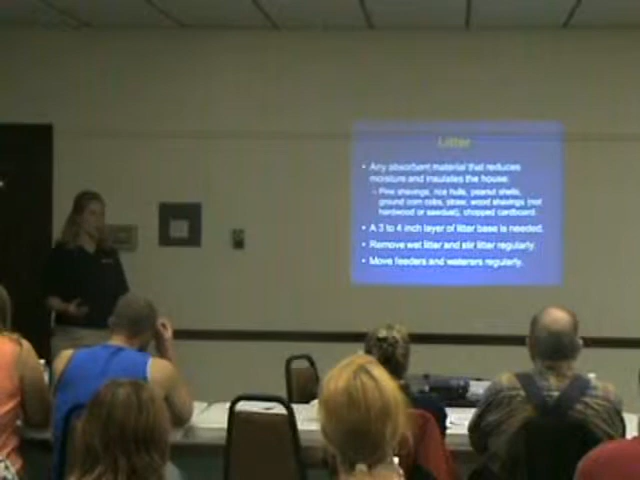 Litter
• Any absorbent material that reduces
moisture and insulates the house.
– Pine shavings, rice hulls, peanut shells,
ground corn cobs, straw, wood shavings (not
hardwood or sawdust), chopped cardboard.
• A 3 to 4 inch layer of litter base is needed.
• Remove wet litter and stir litter regularly.
• Move feeders and waterers regularly.